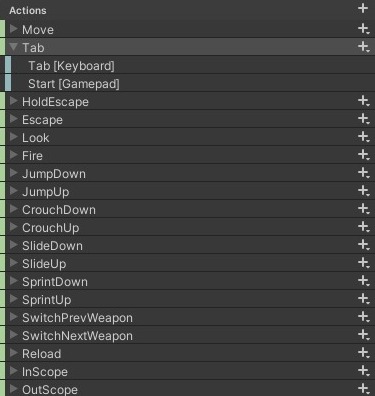 Actions
Move
Tab
Tab [Keyboard]
Start [Gamepad]
HoldEscape
Escape
Look
Fire
JumpDown
JumpUp
CrouchDown
CrouchUp
SlideDown
SlideUp
SprintDown
SprintUp
SwitchPrevWeapon
SwitchNextWeapon
Reload
InScope
OutScope